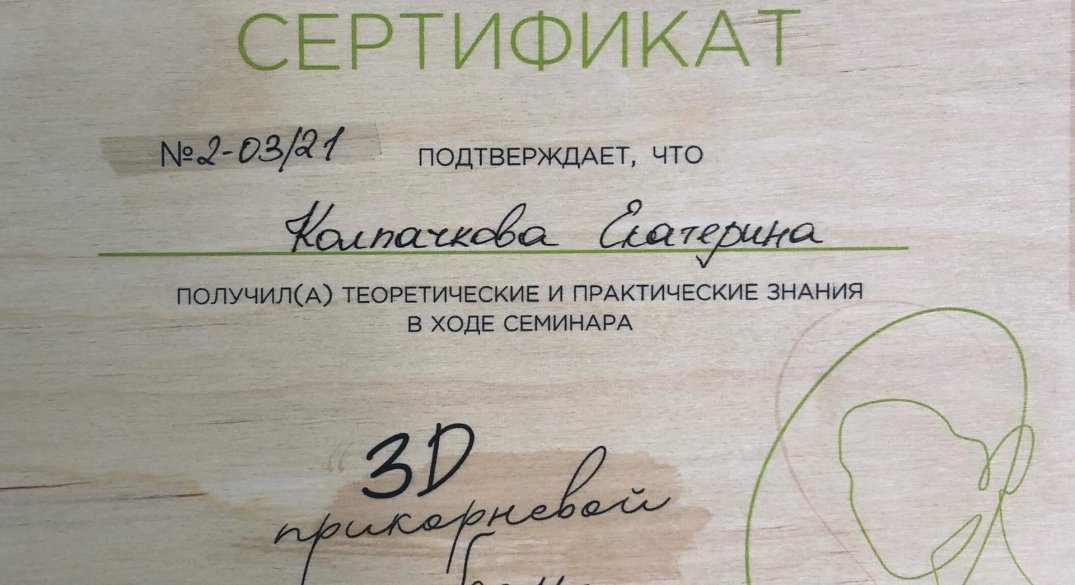 СЕРТИФИКАТ
№2-03/21 ПОДТВЕРЖДАЕТ, ЧТО
Колпачкова Екатерина
ПОЛУЧИЛ(А) ТЕОРЕТИЧЕСКИЕ И ПРАКТИЧЕСКИЕ ЗНАНИЯ
В ХОДЕ СЕМИНАРА
3D
прикорневой